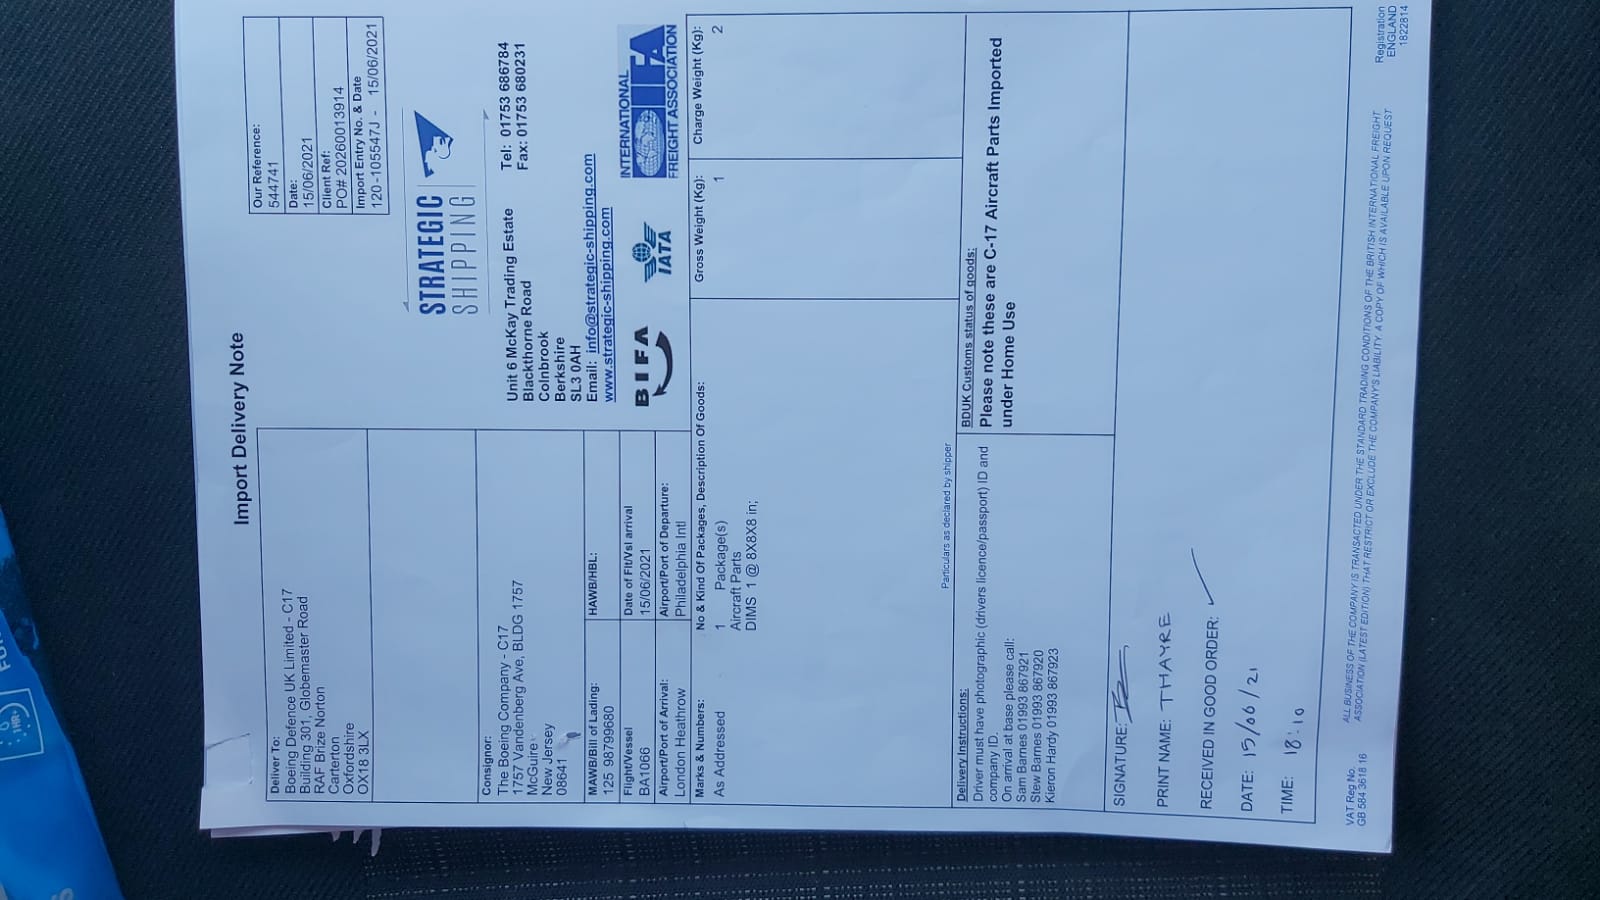 Import Delivery Note
Our Reference:
544741
Date:
15/06/2021
Client Ref:
PO# 20260013914
Import Entry No. & Date
120 -105547J - 15/06/2021
Deliver To:
Boeing Defence UK Limited - C17
Building 301, Globemaster Road
RAF Brize Norton
Carterton
Oxfordshire
OX18 3LX
STRATEGIC
SHIPPING
Consignor:
The Boeing Company - C17
1757 Vandenberg Ave, BLDG 1757
McGuire
New Jersey
08641
Unit 6 McKay Trading Estate
Blackthorne Road
Colnbrook
Berkshire
SL3 0AH
Tel: 01753 686784
Fax: 01753 680231
Email: info@strategic-shipping.com
www.strategic-shipping.com
BIFA
IATA
INTERNATIONAL
FIATA
FREIGHT ASSOCIATION
MAWB/Bill of Lading:
125 98799680
HAWB/HBL:
Flight/Vessel
BA1066
Date of Flt/Vsl arrival
15/06/2021
Airport/Port of Arrival:
London Heathrow
Airport/Port of Departure:
Philadelphia Intl
Marks & Numbers:
As Addressed
No & Kind Of Packages, Description Of Goods:
1 Package(s)
Aircraft Parts
DIMS 1 @ 8X8X8 in;
Gross Weight (Kg):
1
Charge Weight (Kg):
2
Particulars as declared by shipper
Delivery Instructions:
Driver must have photographic (drivers licence/passport) ID and
company ID.
On arrival at base please call:
Sam Barnes 01993 867921
Stew Barnes 01993 867920
Kieron Hardy 01993 867923
BDUK Customs status of goods:
Please note these are C-17 Aircraft Parts Imported
under Home Use
SIGNATURE:
PRINT NAME: THAYRE
RECEIVED IN GOOD ORDER: ✓
DATE: 15/06/21
TIME: 18:10
VAT Reg No.
GB 584 3618 16
ALL BUSINESS OF THE COMPANY IS TRANSACTED UNDER THE STANDARD TRADING CONDITIONS OF THE BRITISH INTERNATIONAL FREIGHT
ASSOCIATION (LATEST EDITION) THAT RESTRICT OR EXCLUDE THE COMPANY'S LIABILITY. A COPY OF WHICH IS AVAILABLE UPON REQUEST
Registration
ENGLAND
1822814
1HR+